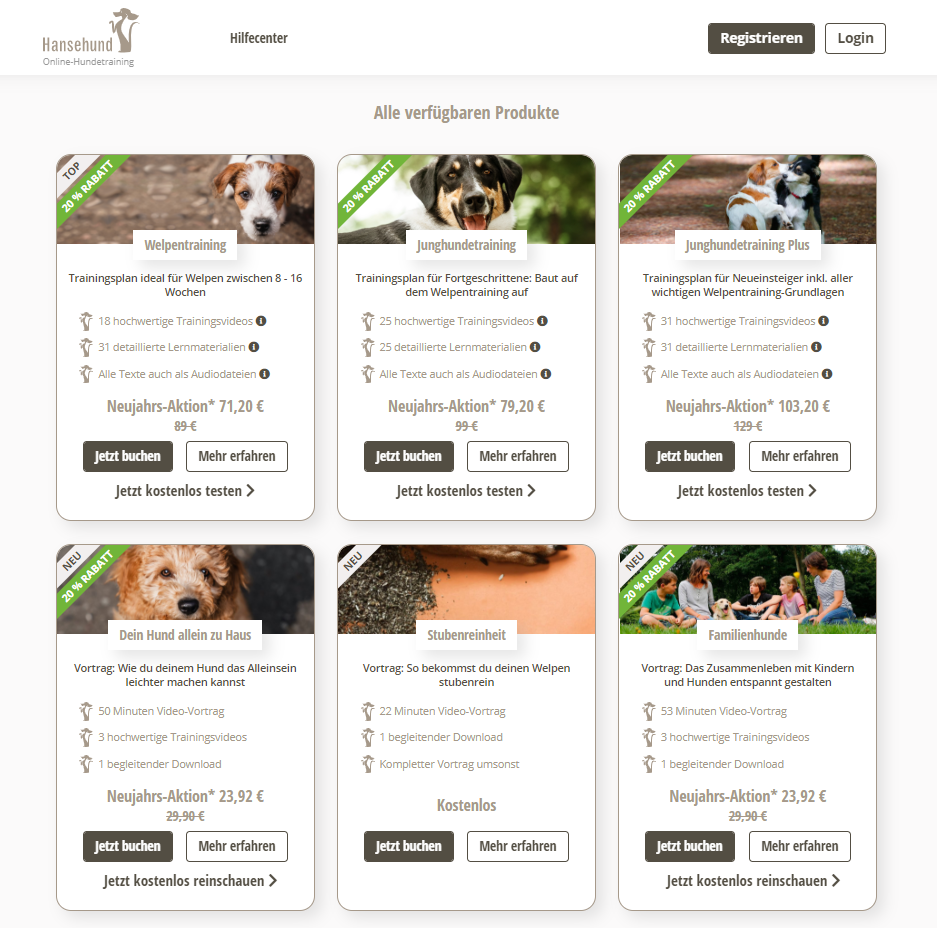 Hansehund
Online-Hundetraining
Hilfecenter
Registrieren
Login
Alle verfügbaren Produkte
TOP
20 % RABATT
Welpentraining
Trainingsplan ideal für Welpen zwischen 8 - 16
Wochen
18 hochwertige Trainingsvideos
31 detaillierte Lernmaterialien
Alle Texte auch als Audiodateien
Neujahrs-Aktion* 71,20 €
89 €
Jetzt buchen
Mehr erfahren
Jetzt kostenlos testen
20 % RABATT
Junghundetraining
Trainingsplan für Fortgeschrittene: Baut auf
dem Welpentraining auf
25 hochwertige Trainingsvideos
25 detaillierte Lernmaterialien
Alle Texte auch als Audiodateien
Neujahrs-Aktion* 79,20 €
99 €
Jetzt buchen
Mehr erfahren
Jetzt kostenlos testen
20 % RABATT
Junghundetraining Plus
Trainingsplan für Neueinsteiger inkl. aller
wichtigen Welpentraining-Grundlagen
31 hochwertige Trainingsvideos
31 detaillierte Lernmaterialien
Alle Texte auch als Audiodateien
Neujahrs-Aktion* 103,20 €
129 €
Jetzt buchen
Mehr erfahren
Jetzt kostenlos testen
NEU
20 % RABATT
Dein Hund allein zu Haus
Vortrag: Wie du deinem Hund das Alleinsein
leichter machen kannst
50 Minuten Video-Vortrag
3 hochwertige Trainingsvideos
1 begleitender Download
Neujahrs-Aktion* 23,92 €
29,90 €
Jetzt buchen
Mehr erfahren
Jetzt kostenlos reinschauen
NEU
Stubenreinheit
Vortrag: So bekommst du deinen Welpen
stubenrein
22 Minuten Video-Vortrag
1 begleitender Download
Kompletter Vortrag umsonst
Kostenlos
Jetzt buchen
Mehr erfahren
NEU
20 % RABATT
Familienhunde
Vortrag: Das Zusammenleben mit Kindern
und Hunden entspannt gestalten
53 Minuten Video-Vortrag
3 hochwertige Trainingsvideos
1 begleitender Download
Neujahrs-Aktion* 23,92 €
29,90 €
Jetzt buchen
Mehr erfahren
Jetzt kostenlos reinschauen